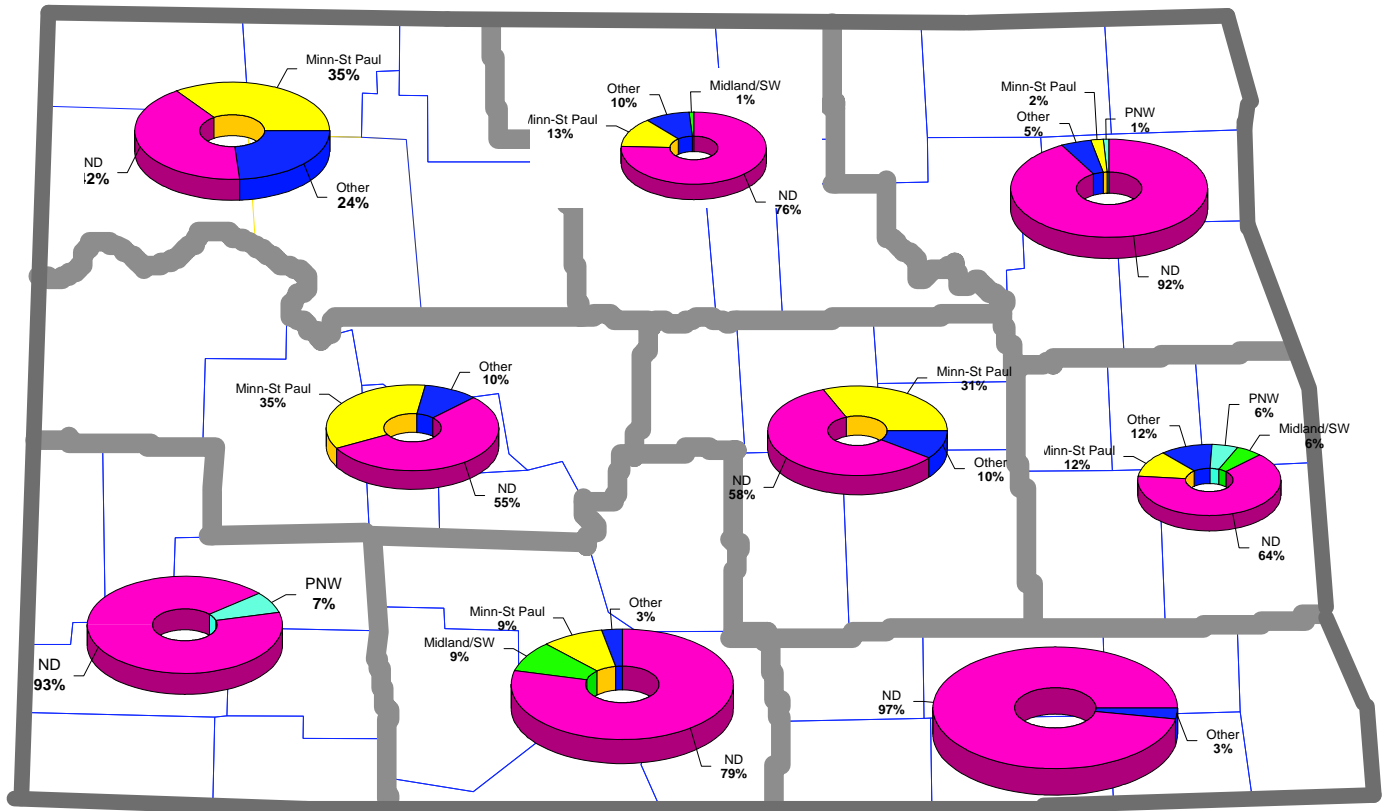 Minn-St Paul
35%
ND
42%
Other
24%
Other
10%
Midland/SW
1%
Minn-St Paul
13%
ND
76%
Minn-St Paul
2%
Other
5%
PNW
1%
ND
92%
Minn-St Paul
35%
Other
10%
ND
55%
Minn-St Paul
31%
ND
58%
Other
10%
PNW
6%
Other
12%
Midland/SW
6%
Minn-St Paul
12%
ND
64%
PNW
7%
ND
93%
Minn-St Paul
9%
Other
3%
Midland/SW
9%
ND
79%
ND
97%
Other
3%